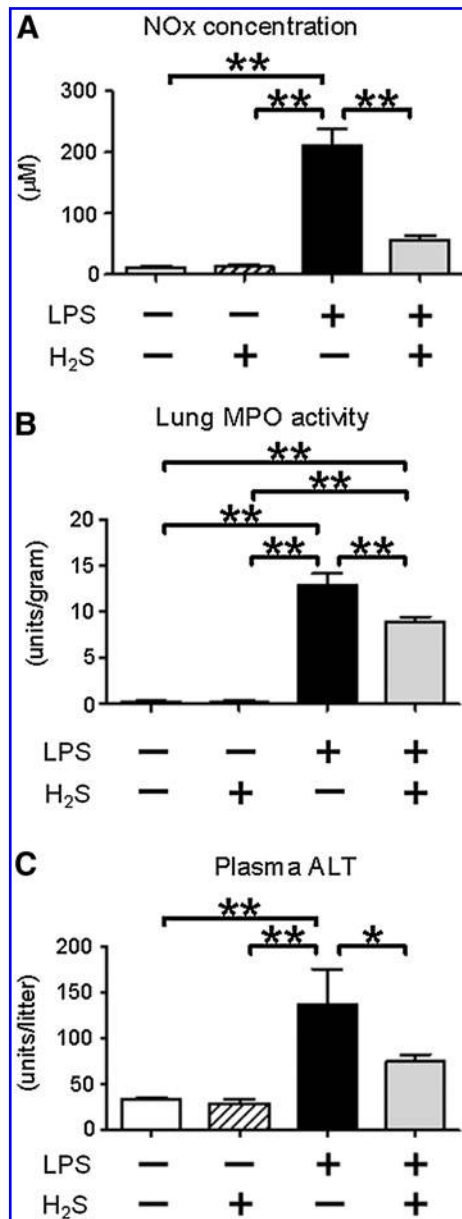 A NOx concentration
** 
** **
300
200
100
0
(µM)
LPS — — + +
H₂S — + — +
B Lung MPO activity
**
**
**
** **
20
15
10
5
0
(units/gram)
LPS — — + +
H₂S — + — +
C Plasma ALT
**
** *
200
150
100
50
0
(units/litter)
LPS — — + +
H₂S — + — +